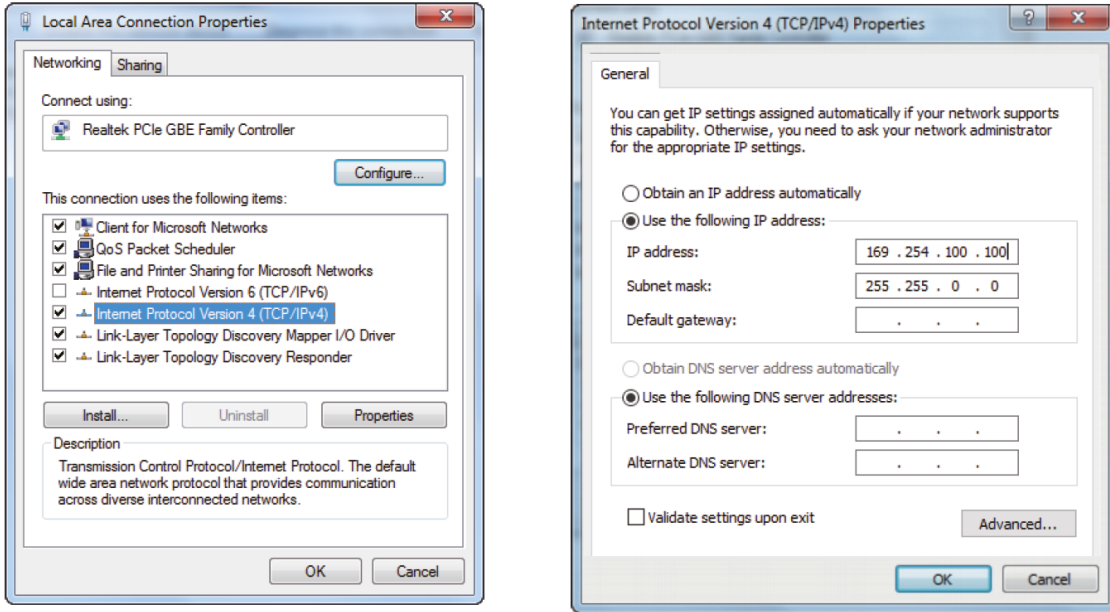 Local Area Connection Properties
Networking
Sharing
Connect using:
Realtek PCIe GBE Family Controller
Configure...
This connection uses the following items:
Client for Microsoft Networks
QoS Packet Scheduler
File and Printer Sharing for Microsoft Networks
Internet Protocol Version 6 (TCP/IPv6)
Internet Protocol Version 4 (TCP/IPv4)
Link-Layer Topology Discovery Mapper I/O Driver
Link-Layer Topology Discovery Responder
Install...
Uninstall
Properties
Description
Transmission Control Protocol/Internet Protocol. The default
wide area network protocol that provides communication
across diverse interconnected networks.
OK
Cancel
Internet Protocol Version 4 (TCP/IPv4) Properties
General
You can get IP settings assigned automatically if your network supports
this capability. Otherwise, you need to ask your network administrator
for the appropriate IP settings.
Obtain an IP address automatically
Use the following IP address:
IP address: 169 . 254 . 100 . 100
Subnet mask: 255 . 255 . 0 . 0
Default gateway: . . .
Obtain DNS server address automatically
Use the following DNS server addresses:
Preferred DNS server: . . .
Alternate DNS server: . . .
Validate settings upon exit
Advanced...
OK
Cancel